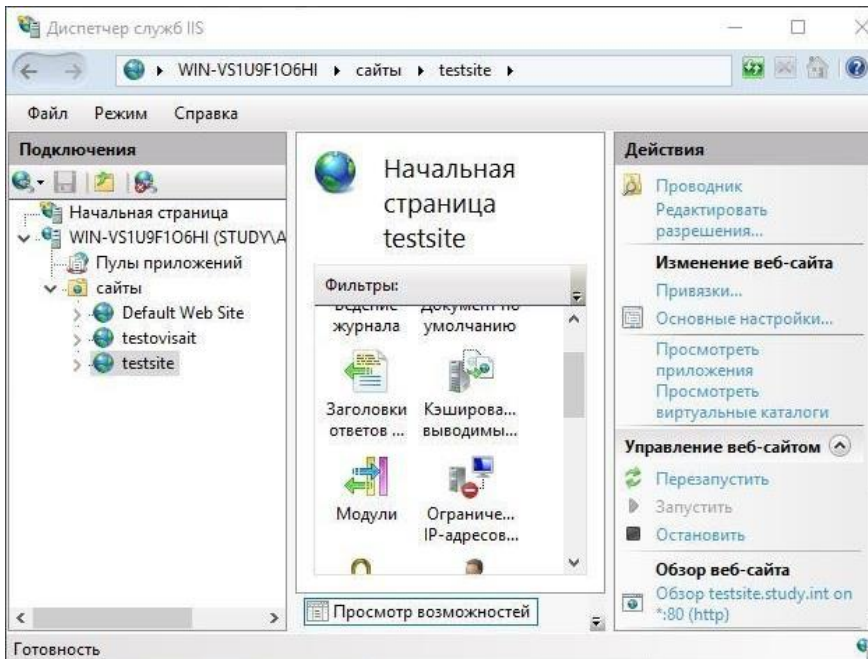 Диспетчер служб IIS
WIN-VS1U9F1O6HI
сайты
testsite
Файл Режим Справка
Подключения
Начальная страница
WIN-VS1U9F1O6HI (STUDY\A
Пулы приложений
сайты
Default Web Site
testovisait
testsite
Начальная
страница
testsite
Фильтры:
Ведение
журнала
Документ по
умолчанию
Заголовки
ответов ...
Кэширова...
выводимы...
Модули
Ограниче...
IP-адресов...
Просмотр возможностей
Действия
Проводник
Редактировать
разрешения...
Изменение веб-сайта
Привязки...
Основные настройки...
Просмотреть
приложения
Просмотреть
виртуальные каталоги
Управление веб-сайтом
Перезапустить
Запустить
Остановить
Обзор веб-сайта
Обзор testsite.study.int on
*:80 (http)
Готовность